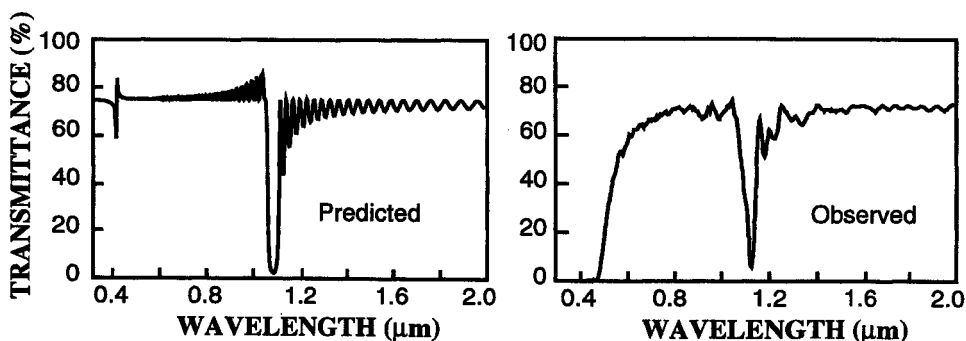 TRANSMITTANCE (%)
100
80
60
40
20
0
Predicted
0.4 0.8 1.2 1.6 2.0
WAVELENGTH (μm)
100
80
60
40
20
0
Observed
0.4 0.8 1.2 1.6 2.0
WAVELENGTH (μm)